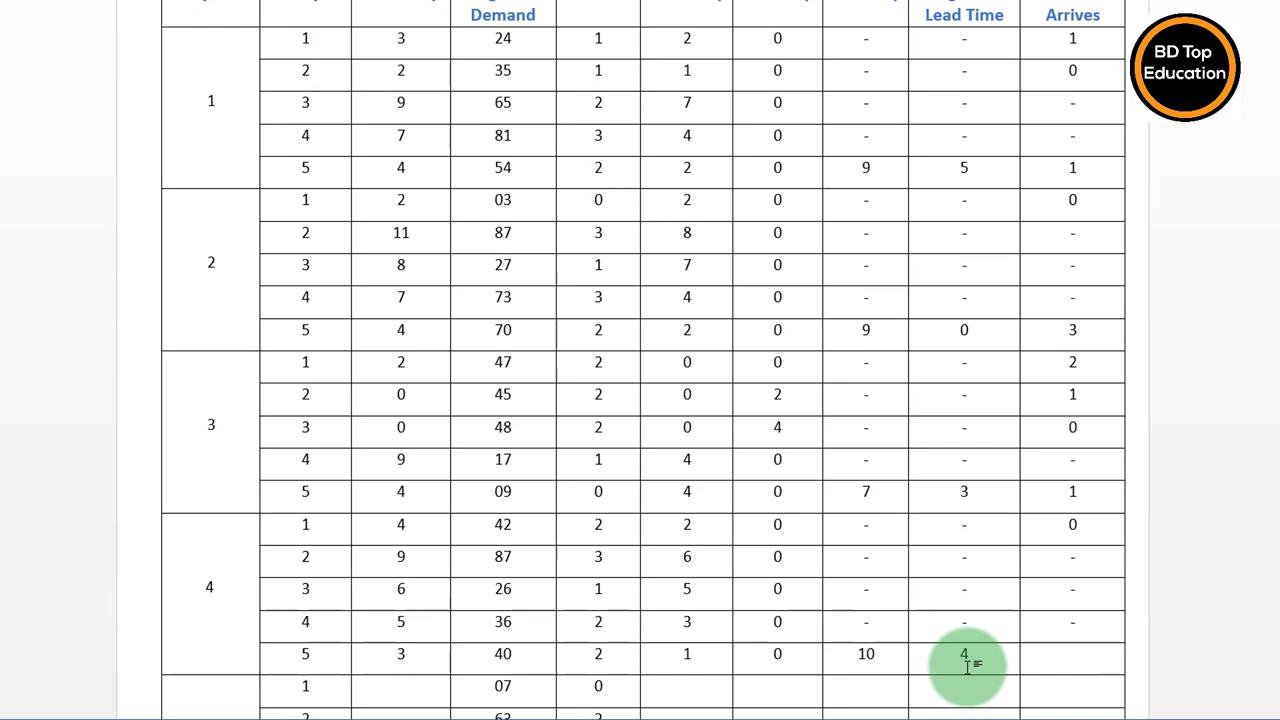 Demand Lead Time Arrives
BD Top
Education
1 3 24 1 2 0 - - 1
2 2 35 1 1 0 - - 0
1 3 9 65 2 7 0 - - -
4 7 81 3 4 0 - - -
5 4 54 2 2 0 9 5 1
1 2 03 0 2 0 - - 0
2 11 87 3 8 0 - - -
2 3 8 27 1 7 0 - - -
4 7 73 3 4 0 - - -
5 4 70 2 2 0 9 0 3
1 2 47 2 0 0 - - 2
2 0 45 2 0 2 - - 1
3 3 0 48 2 0 4 - - 0
4 9 17 1 4 0 - - -
5 4 09 0 4 0 7 3 1
1 4 42 2 2 0 - - 0
2 9 87 3 6 0 - - -
4 3 6 26 1 5 0 - - -
4 5 36 2 3 0 - - -
5 3 40 2 1 0 10 4
1 07 0
2 63 2